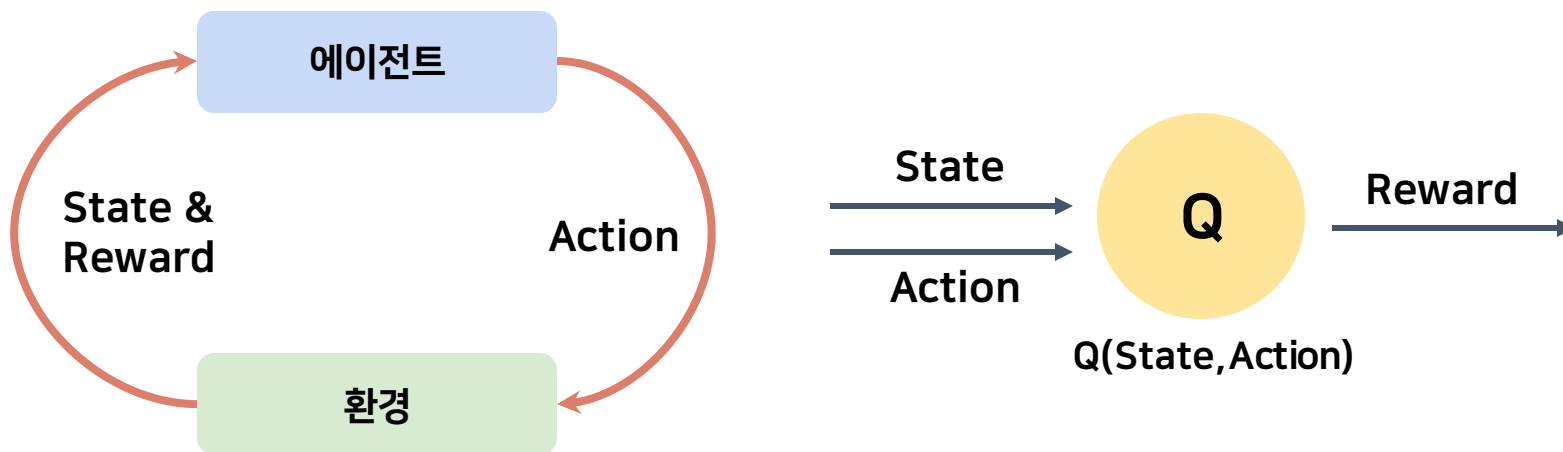 에이전트
State &
Reward
Action
환경
State
Action
Q
Reward
Q(State,Action)